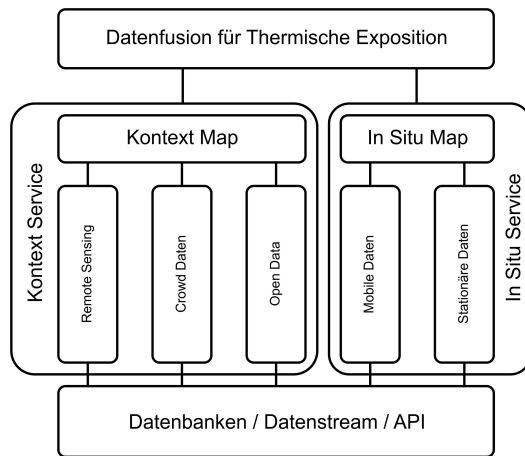 Datenfusion für Thermische Exposition
Kontext Service
Kontext Map
Remote Sensing
Crowd Daten
Open Data
In Situ Map
Mobile Daten
Stationäre Daten
In Situ Service
Datenbanken / Datenstream / API